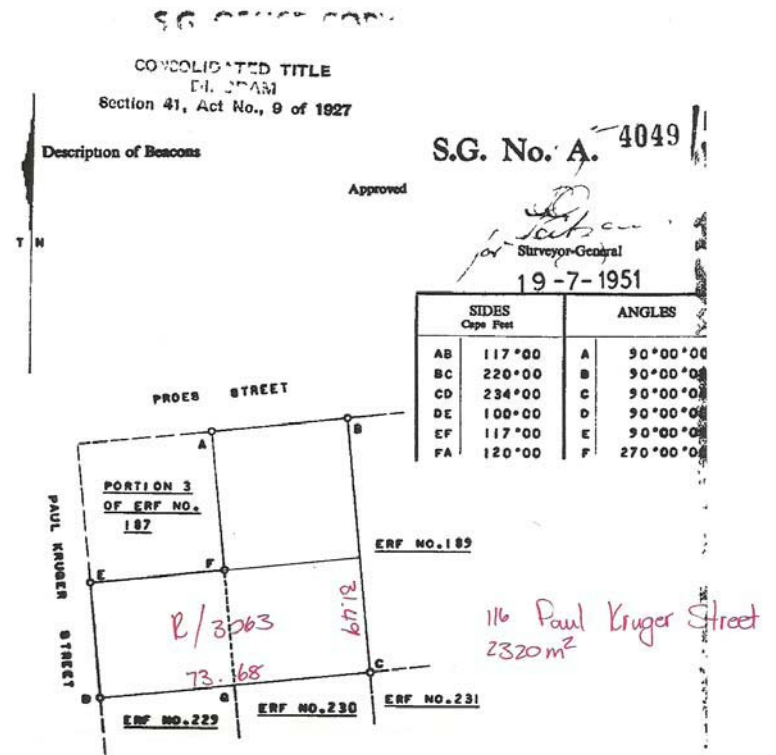 CONSOLIDATED TITLE
DIAGRAM
Section 41, Act No., 9 of 1927
Description of Beacons
S.G. No. A. 4049
Approved
for
Surveyor-General
19-7-1951
T N
SIDES
Cape Feet
ANGLES
AB 117·00 A 90·00·00
BC 220·00 B 90·00·00
CD 234·00 C 90·00·00
DE 100·00 D 90·00·00
EF 117·00 E 90·00·00
FA 120·00 F 270·00·00
PROES STREET
A
B
PORTION 3
OF ERF NO.
187
PAUL KRUGER STREET
ERF NO.189
E
F
R/3063
31.49
73.68
116 Paul Kruger Street
2320m²
D
G
C
ERF NO.229
ERF NO.230
ERF NO.231